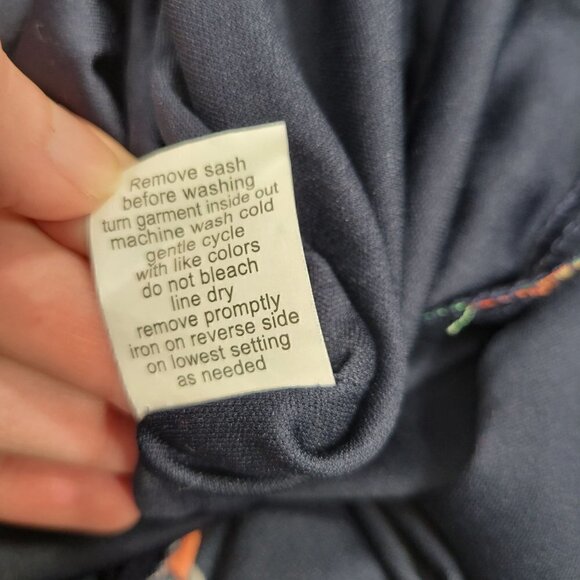 Remove sash
before washing
turn garment inside out
machine wash cold
gentle cycle
with like colors
do not bleach
line dry
remove promptly
iron on reverse side
on lowest setting
as needed